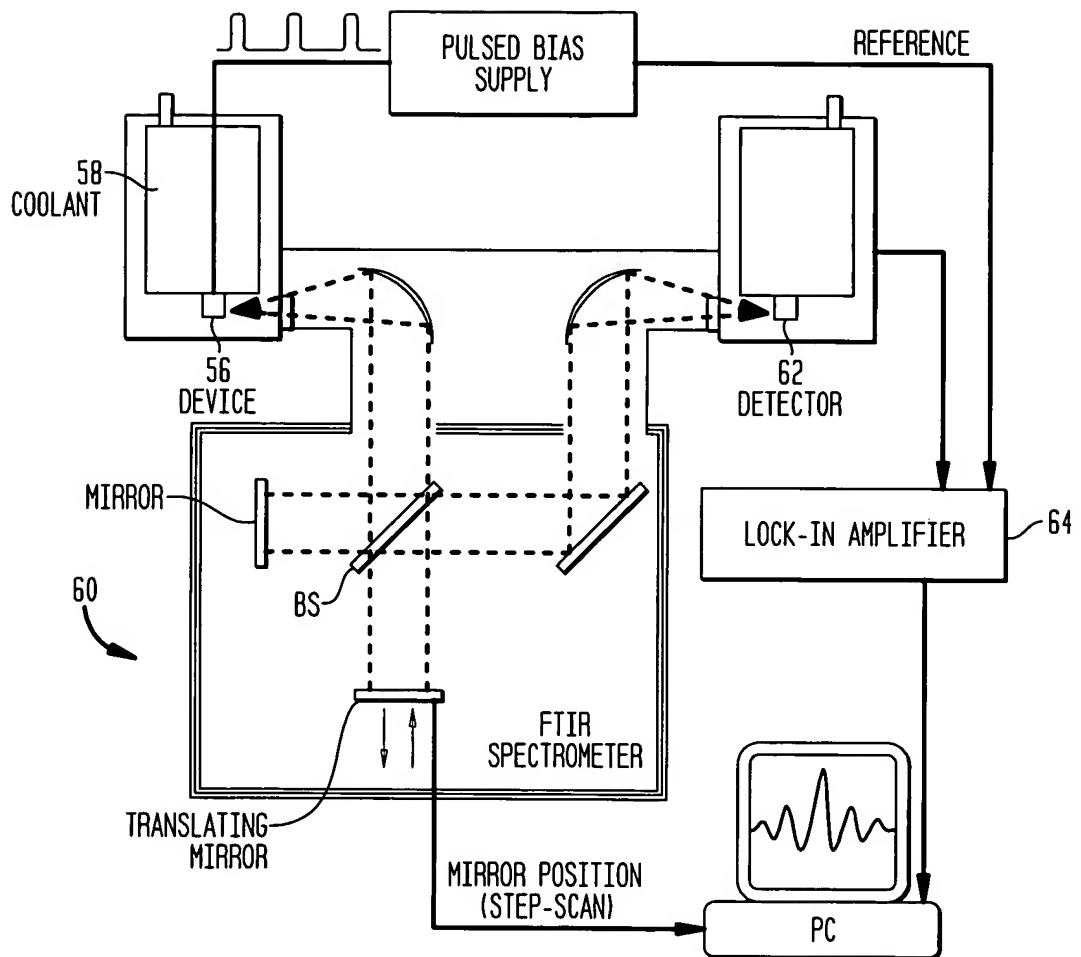 PULSED BIAS
SUPPLY
REFERENCE
58
COOLANT
56
DEVICE
62
DETECTOR
MIRROR
BS
LOCK-IN AMPLIFIER
64
60
FTIR
SPECTROMETER
TRANSLATING
MIRROR
MIRROR POSITION
(STEP-SCAN)
PC